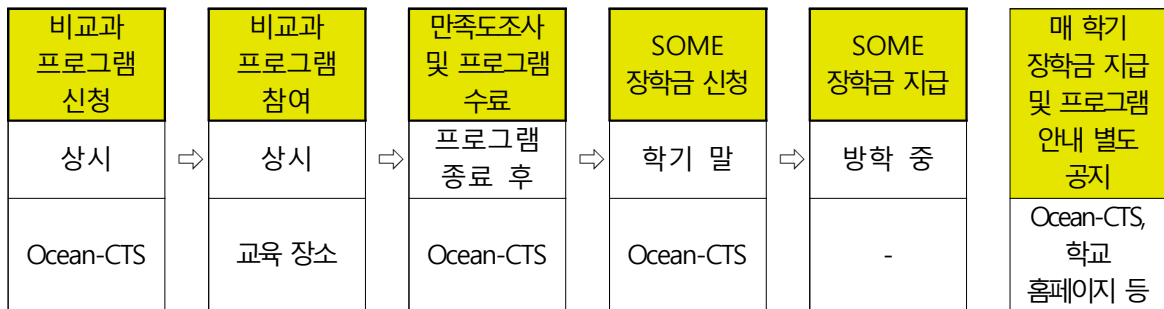 비교과
프로그램
신청
상시
Ocean-CTS
⇨
비교과
프로그램
참여
상시
교육 장소
⇨
만족도조사
및 프로그램
수료
프로그램
종료 후
Ocean-CTS
⇨
SOME
장학금 신청
학기 말
Ocean-CTS
⇨
SOME
장학금 지급
방학 중
-
매 학기
장학금 지급
및 프로그램
안내 별도
공지
Ocean-CTS,
학교
홈페이지 등